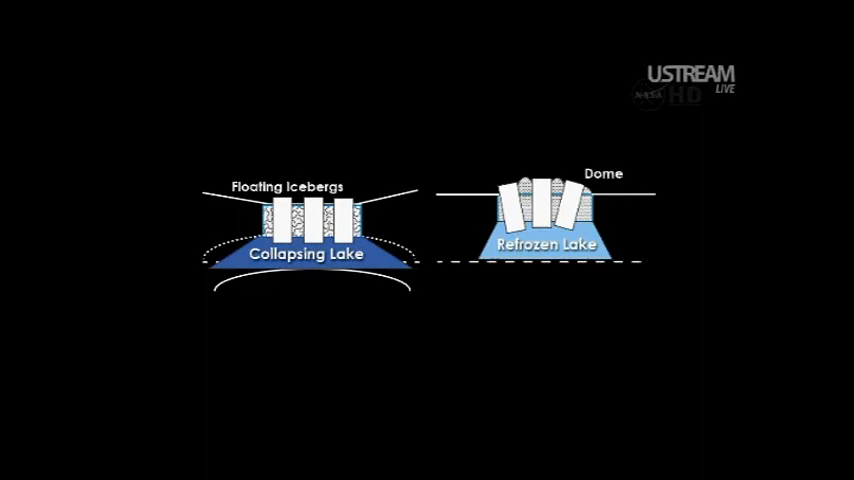 USTREAM
LIVE
NASA HD
Floating Icebergs
Dome
Collapsing Lake
Refrozen Lake